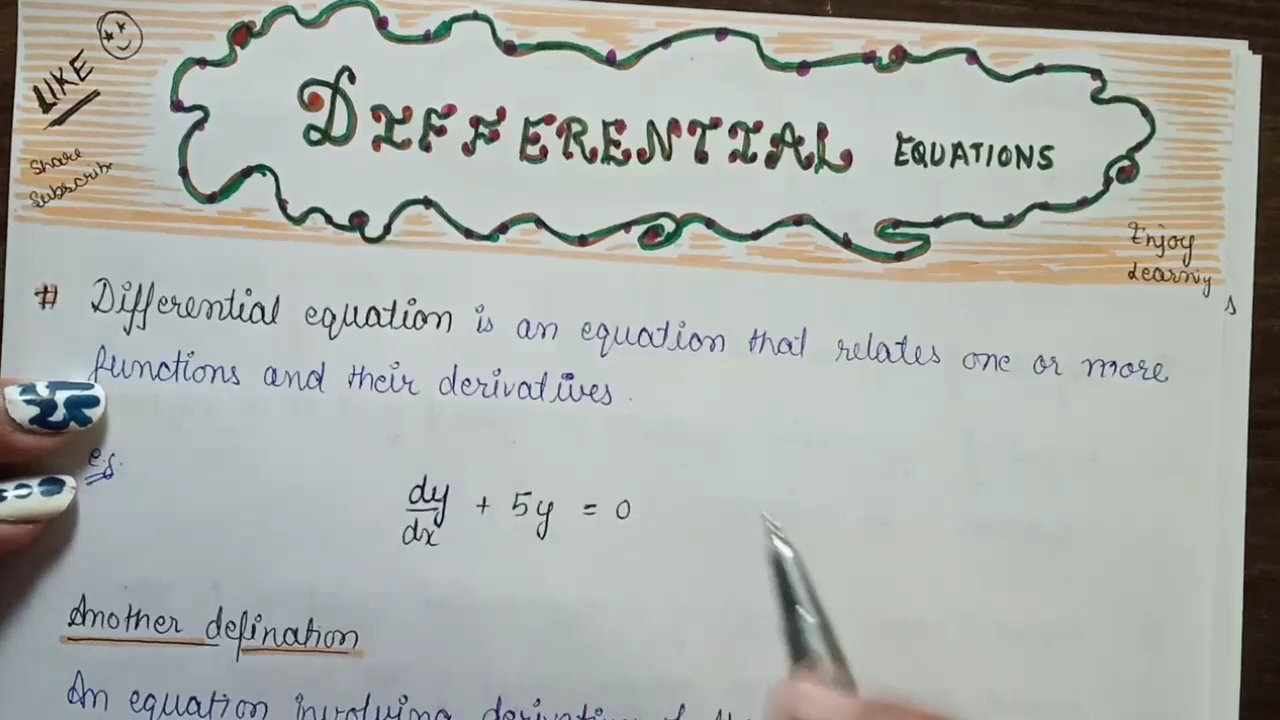 LIKE
Share
Subscribe
DIFFERENTIAL EQUATIONS
Enjoy
Learning
# Differential equation is an equation that relates one or more
functions and their derivatives.
e.g.
dy/dx + 5y = 0
Another defination
An equation involving